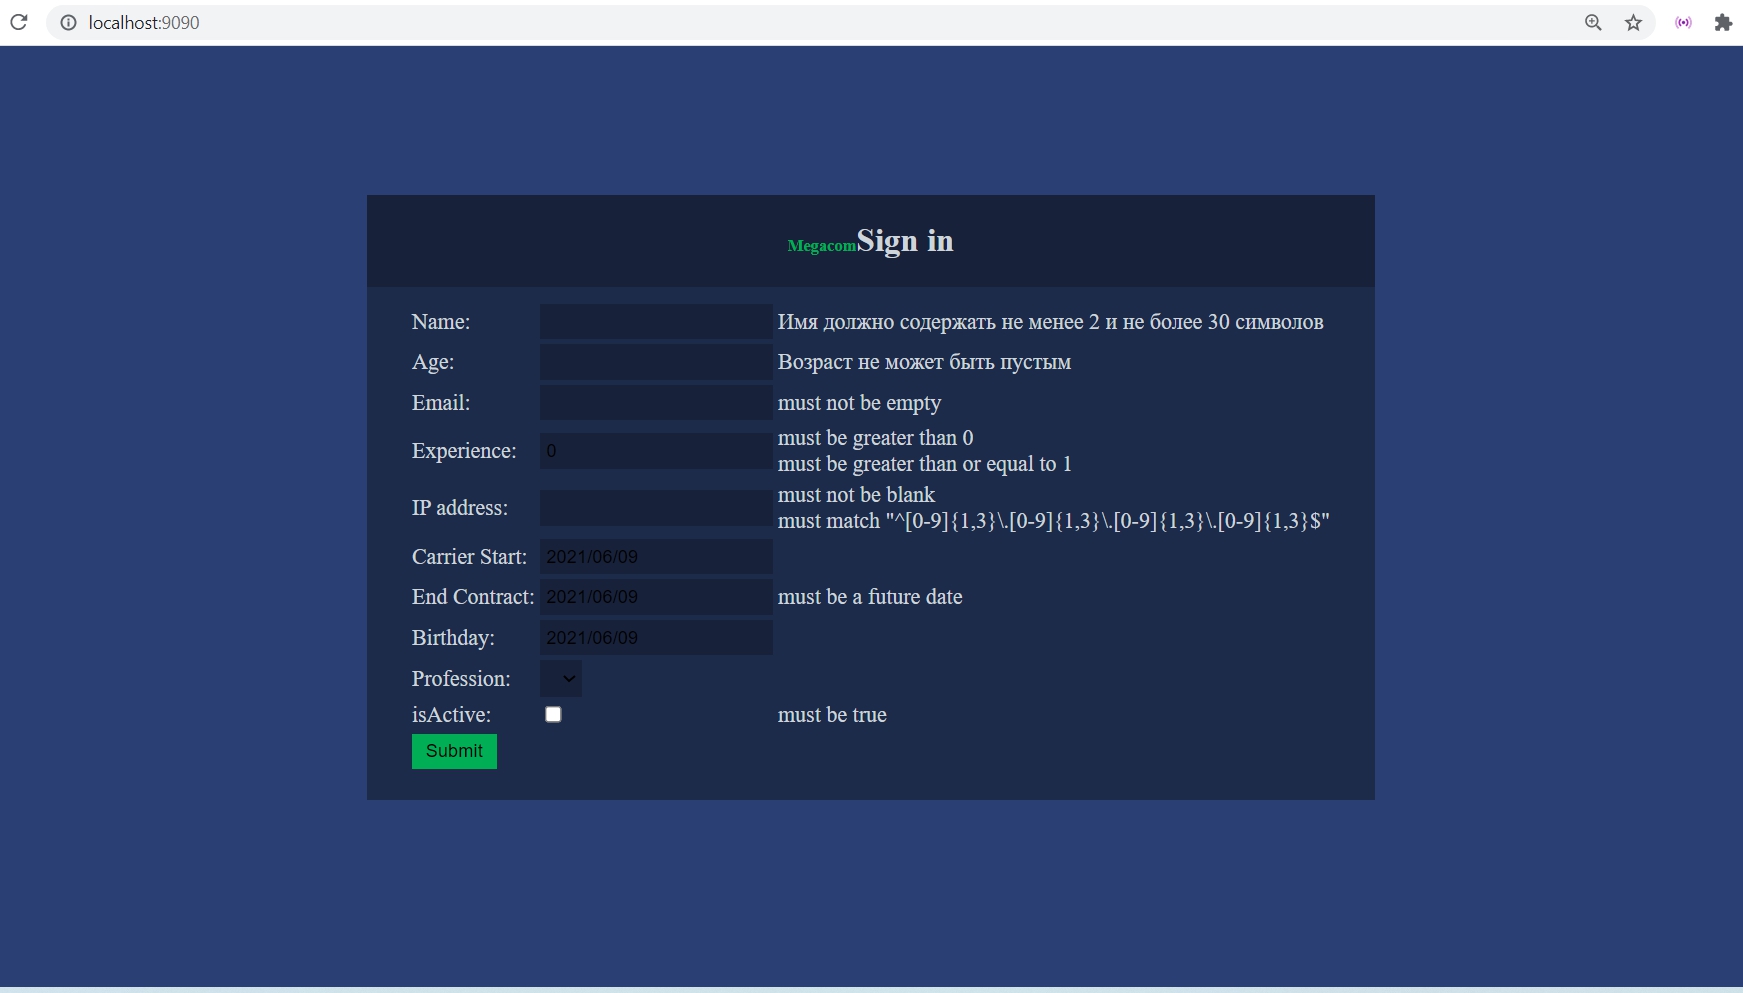 localhost:9090
MegacomSign in
Name: Имя должно содержать не менее 2 и не более 30 символов
Age: Возраст не может быть пустым
Email: must not be empty
Experience: 0 must be greater than 0
must be greater than or equal to 1
IP address: must not be blank
must match "^[0-9]{1,3}\.[0-9]{1,3}\.[0-9]{1,3}\.[0-9]{1,3}$"
Carrier Start: 2021/06/09
End Contract: 2021/06/09 must be a future date
Birthday: 2021/06/09
Profession:
isActive: must be true
Submit